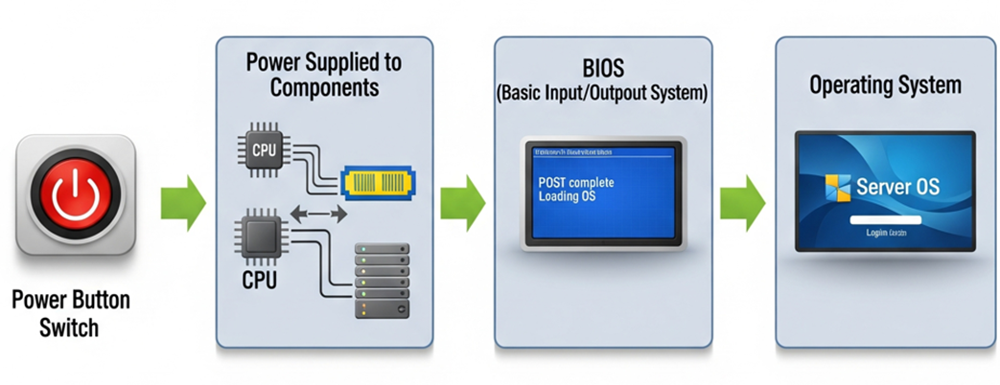 Power Button
Switch
Power Supplied to
Components
CPU
CPU
BIOS
(Basic Input/Outpout System)
POST complete
Loading OS
Operating System
Server OS
Login